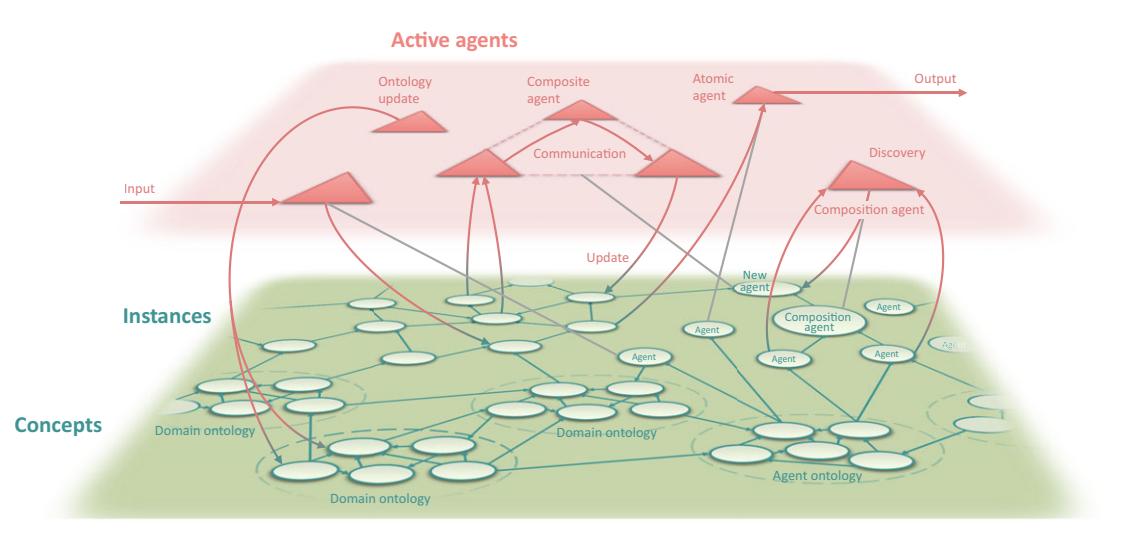 Active agents
Ontology
update
Composite
agent
Atomic
agent
Output
Communication
Discovery
Input
Composition agent
Update
New
agent
Instances
Agent
Composition
agent
Agent
Agent
Agent
Agent
Agent
Concepts
Domain ontology
Domain ontology
Agent ontology
Domain ontology